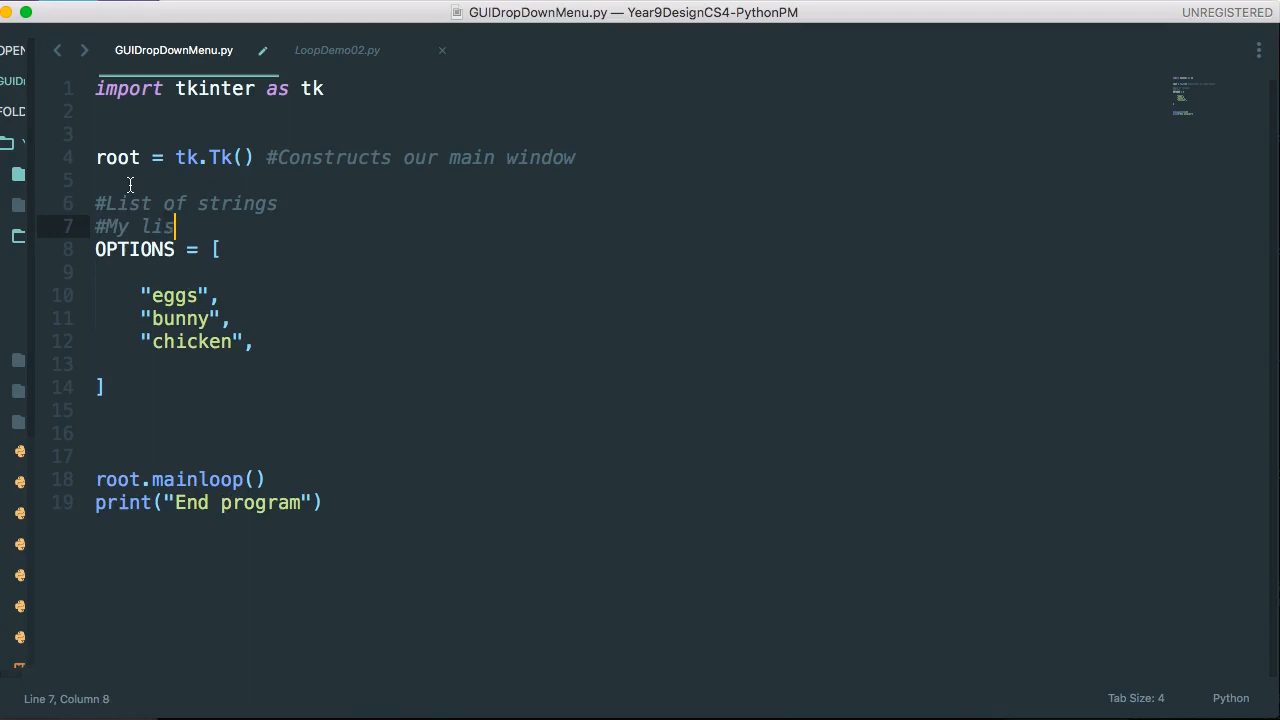 GUIDropDownMenu.py — Year9DesignCS4-PythonPM
UNREGISTERED
OPEN
GUIDropDownMenu.py
LoopDemo02.py
GUIDr
FOLD
1 import tkinter as tk
2
3
4 root = tk.Tk() #Constructs our main window
5
6 #List of strings
7 #My lis
8 OPTIONS = [
9
10 "eggs",
11 "bunny",
12 "chicken",
13
14 ]
15
16
17
18 root.mainloop()
19 print("End program")
Line 7, Column 8
Tab Size: 4
Python